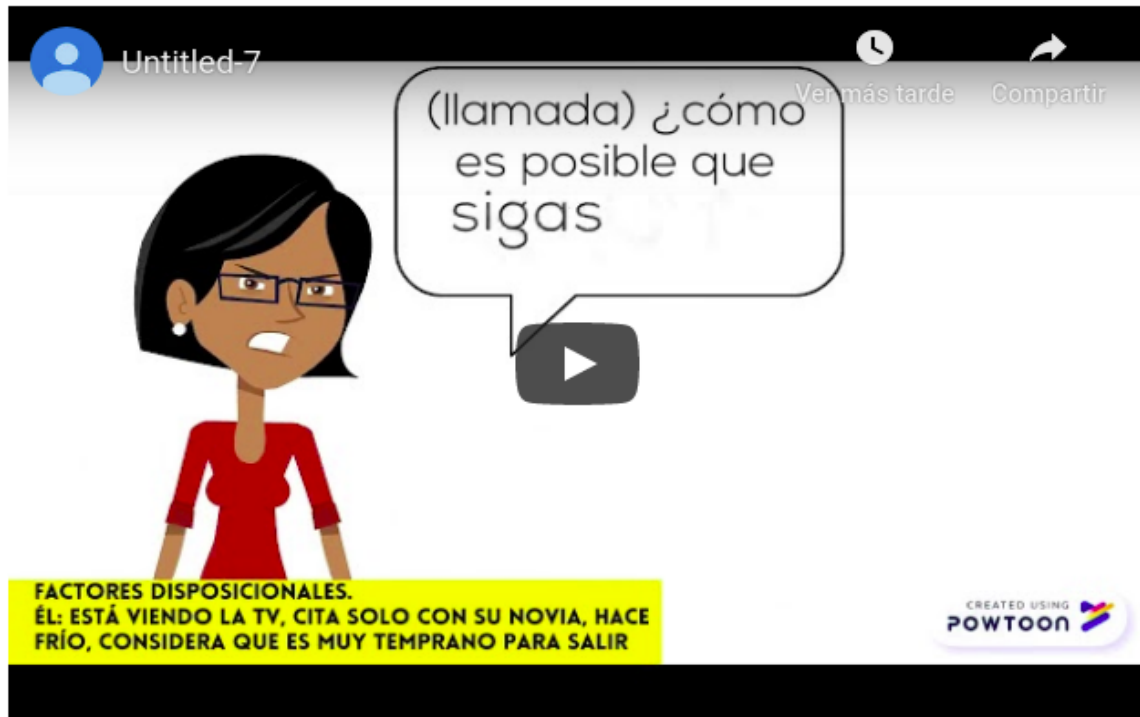 Untitled-7
Ver más tarde
Compartir
(llamada) ¿cómo
es posible que
sigas
FACTORES DISPOSICIONALES.
ÉL: ESTÁ VIENDO LA TV, CITA SOLO CON SU NOVIA, HACE
FRÍO, CONSIDERA QUE ES MUY TEMPRANO PARA SALIR
CREATED USING
POWTOON